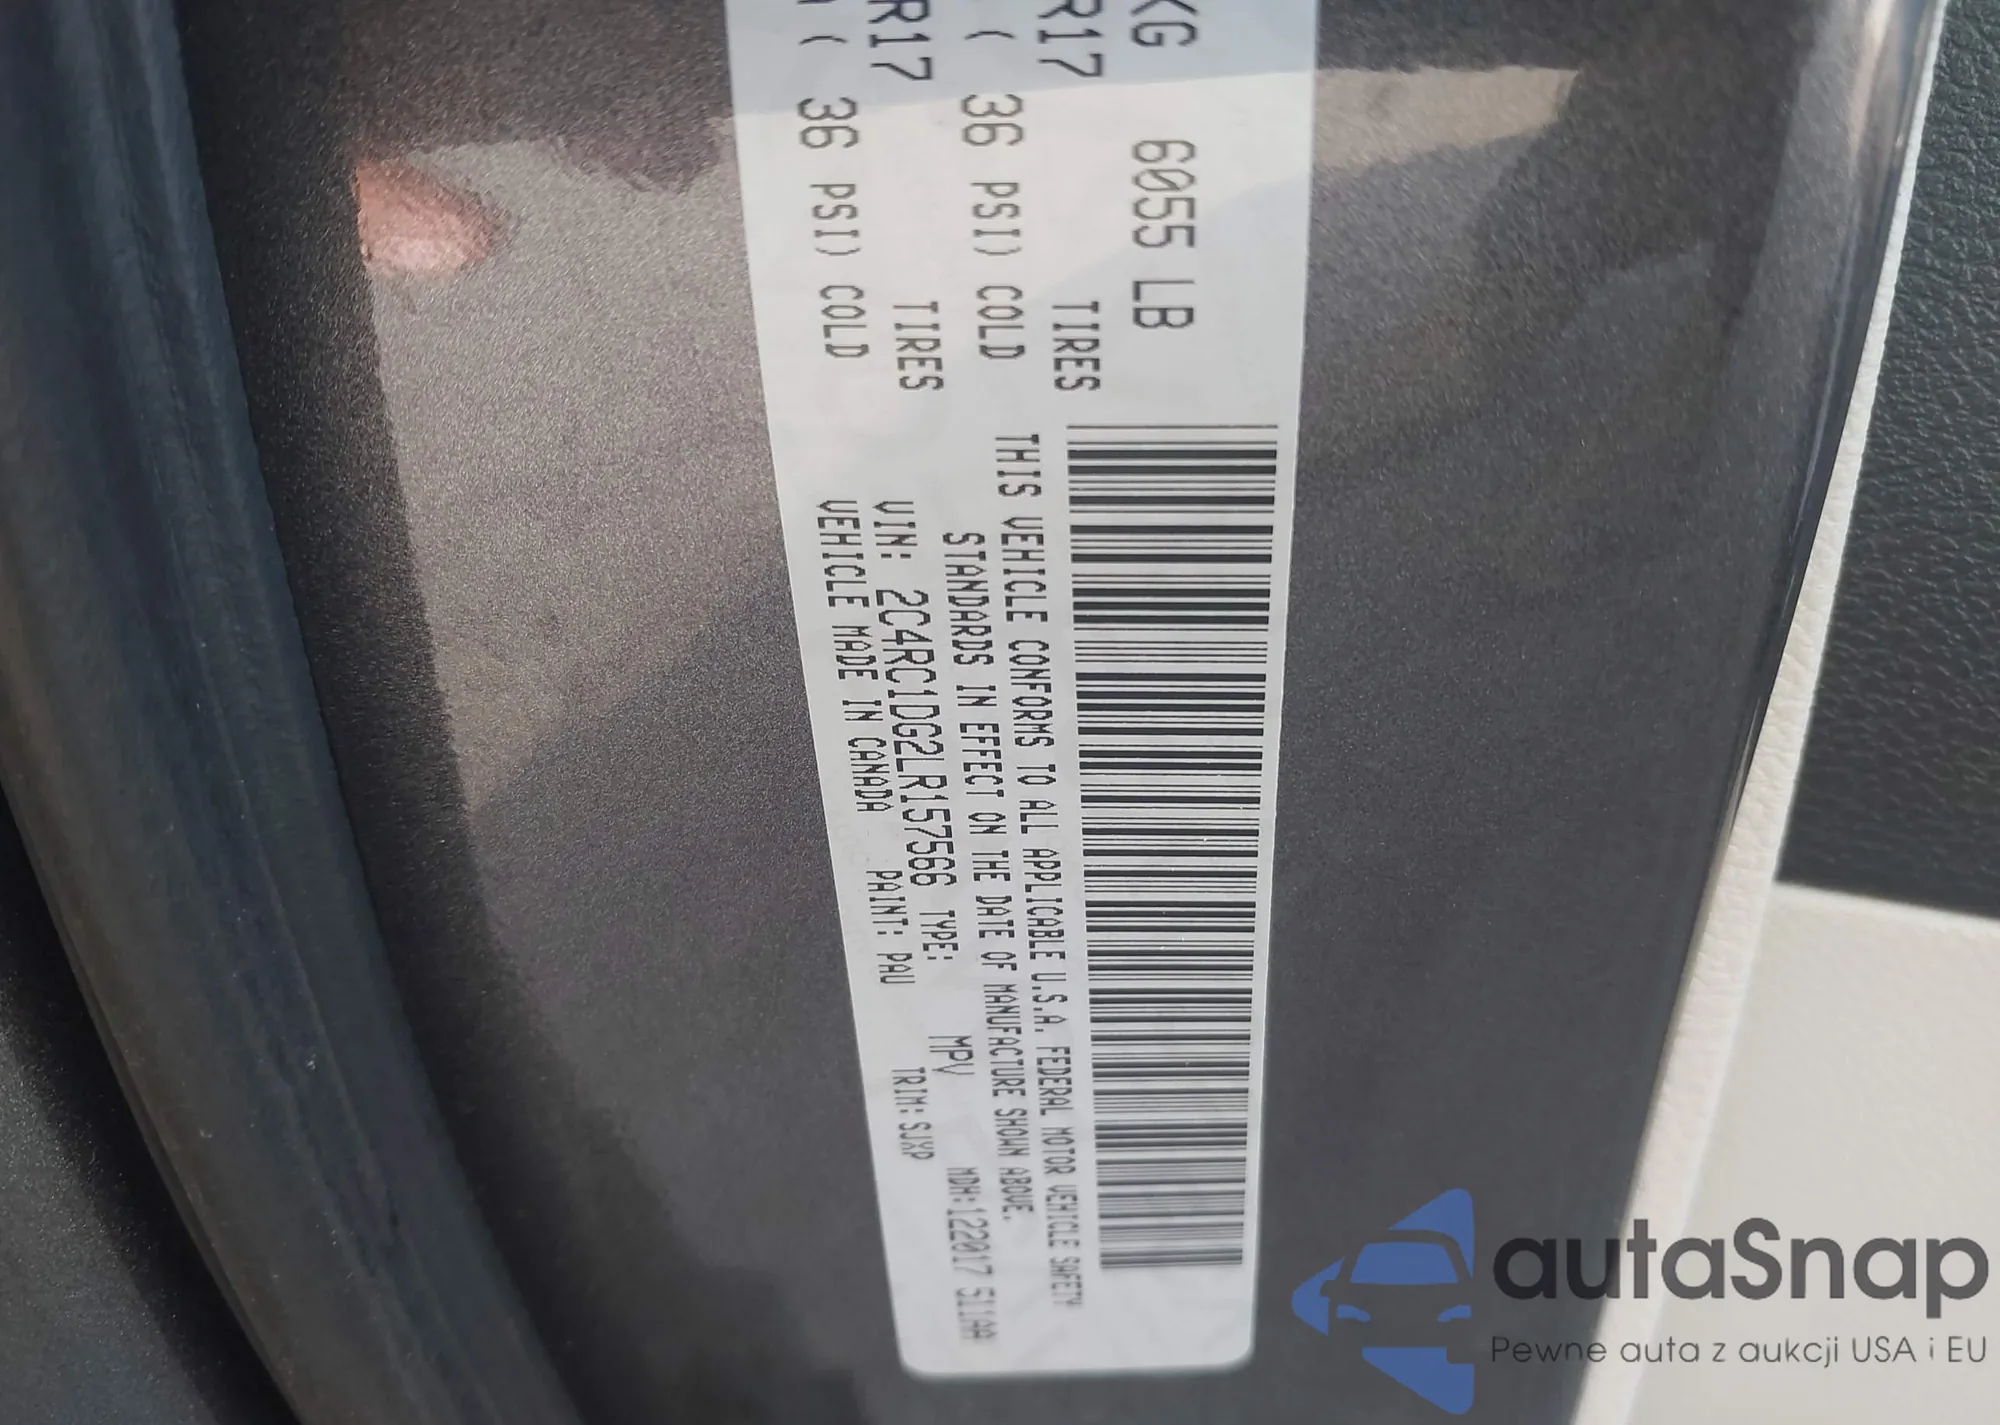 KG 6055 LB
R17 TIRES
( 36 PSI) COLD
R17 TIRES
( 36 PSI) COLD
THIS VEHICLE CONFORMS TO ALL APPLICABLE U.S.A. FEDERAL MOTOR VEHICLE SAFETY
STANDARDS IN EFFECT ON THE DATE OF MANUFACTURE SHOWN ABOVE.
VIN: 2C4RC1DG2LR157566 TYPE: MPV MDH:122017 511AA
VEHICLE MADE IN CANADA PAINT: PAU TRIM:SJXP
autaSnap
Pewne auta z aukcji USA i EU